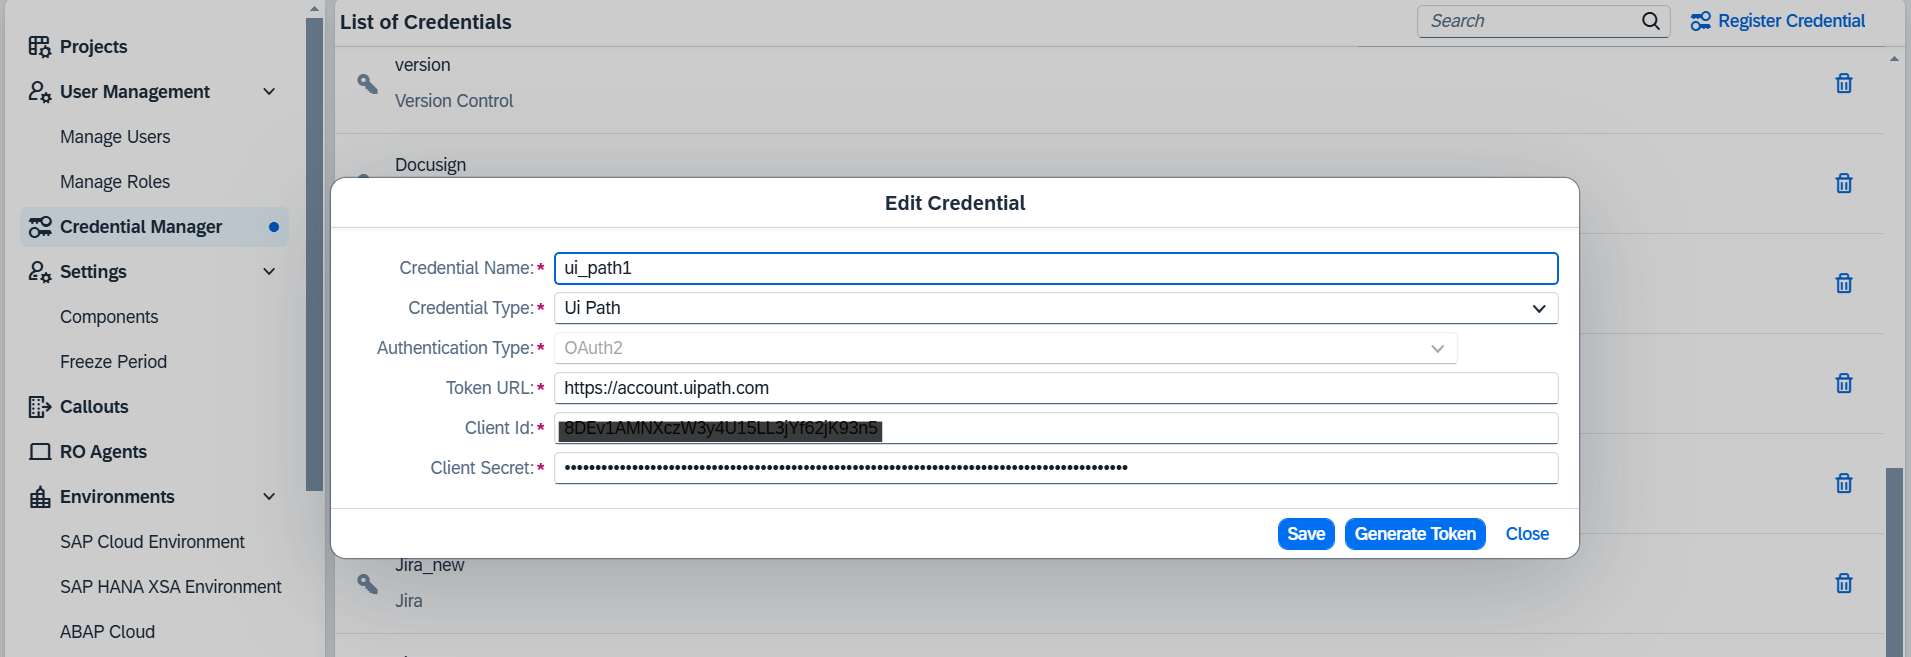 Projects
User Management
Manage Users
Manage Roles
Credential Manager
Settings
Components
Freeze Period
Callouts
RO Agents
Environments
SAP Cloud Environment
SAP HANA XSA Environment
ABAP Cloud
List of Credentials
Search
Register Credential
version
Version Control
Docusign
Edit Credential
Credential Name:* ui_path1
Credential Type:* Ui Path
Authentication Type:* OAuth2
Token URL:* https://account.uipath.com
Client Id:*
Client Secret:*
Save Generate Token Close
Jira_new
Jira